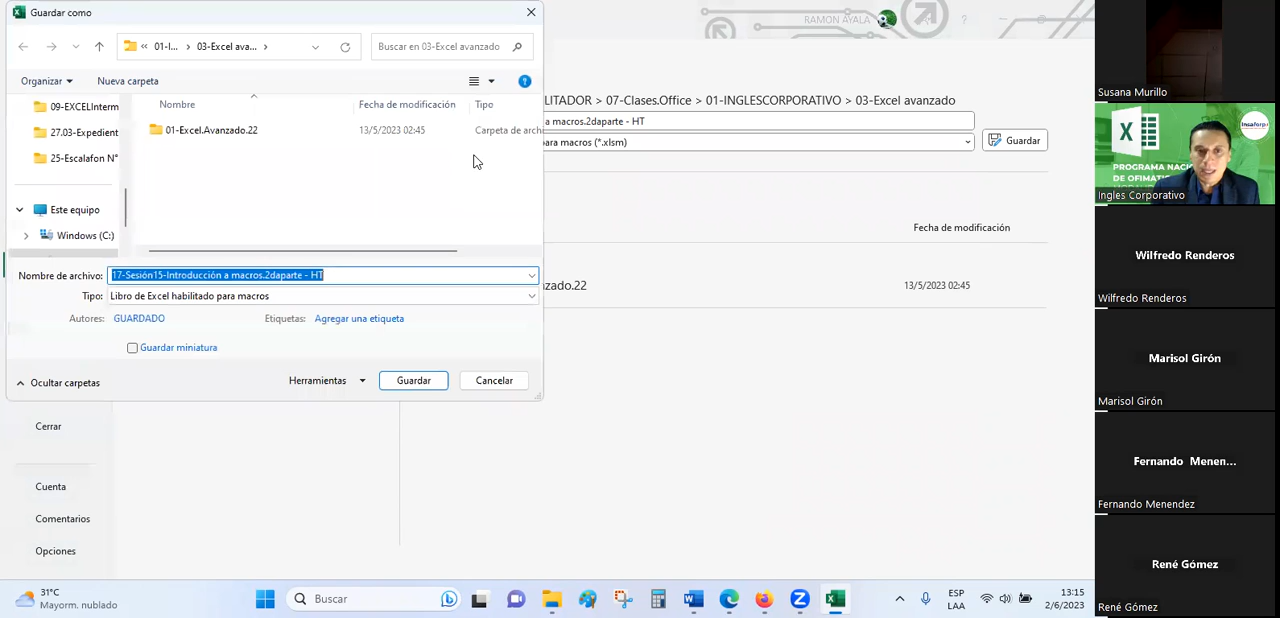 Guardar como
RAMON AYALA
01-I... > 03-Excel ava... >
Buscar en 03-Excel avanzado
Organizar
Nueva carpeta
09-EXCELInterm
27.03-Expedient
25-Escalafon N°
Este equipo
Windows (C:)
Nombre
Fecha de modificación
Tipo
01-Excel.Avanzado.22
13/5/2023 02:45
Carpeta de arch
Nombre de archivo: 17-Sesión15-Introducción a macros.2daparte - HT
Tipo: Libro de Excel habilitado para macros
Autores: GUARDADO
Etiquetas: Agregar una etiqueta
Guardar miniatura
Ocultar carpetas
Herramientas
Guardar
Cancelar
LITADOR > 07-Clases.Office > 01-INGLESCORPORATIVO > 03-Excel avanzado
a macros.2daparte - HT
para macros (*.xlsm)
Guardar
Fecha de modificación
nzado.22
13/5/2023 02:45
Cerrar
Cuenta
Comentarios
Opciones
31°C
Mayorm. nublado
Buscar
ESP
LAA
13:15
2/6/2023
Susana Murillo
Insaforp
PROGRAMA NAC
DE OFIMATIC
Ingles Corporativo
Wilfredo Renderos
Wilfredo Renderos
Marisol Girón
Marisol Girón
Fernando Menen...
Fernando Menendez
René Gómez
René Gómez